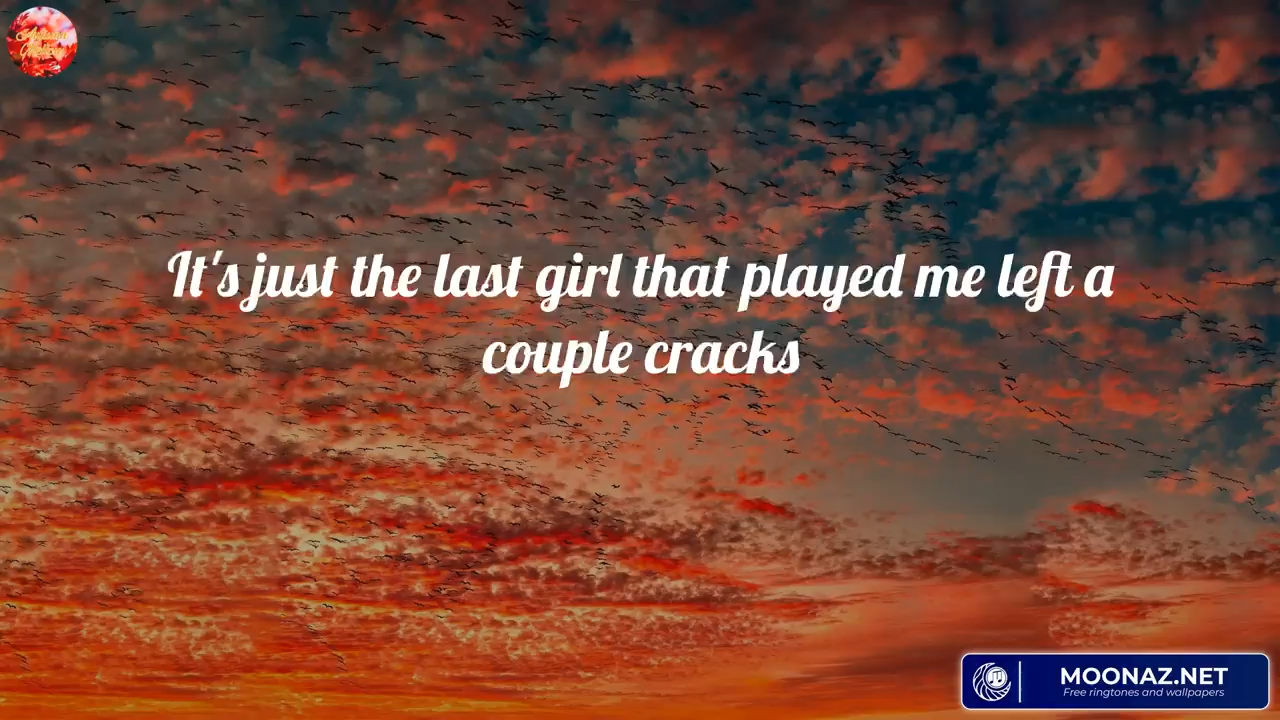 It's just the last girl that played me left a
couple cracks
MOONAZ.NET
Free ringtones and wallpapers